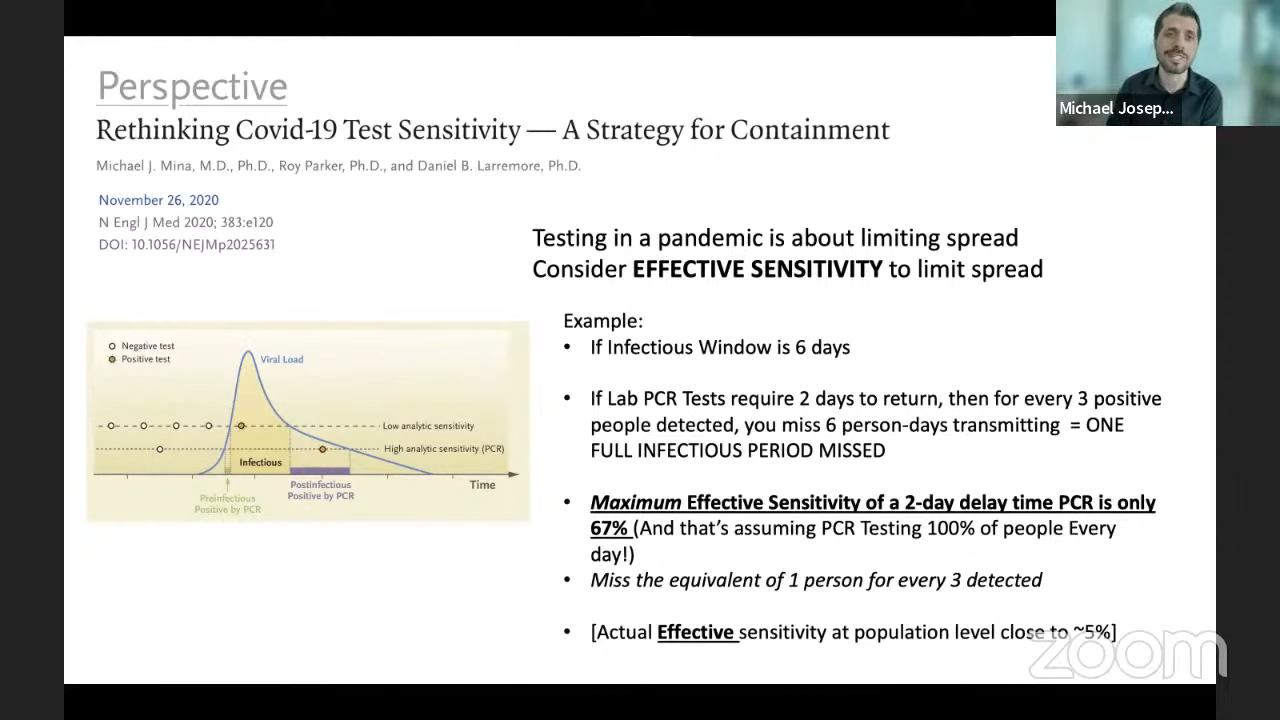 Perspective
Rethinking Covid-19 Test Sensitivity — A Strategy for Containment
Michael J. Mina, M.D., Ph.D., Roy Parker, Ph.D., and Daniel B. Larremore, Ph.D.
November 26, 2020
N Engl J Med 2020; 383:e120
DOI: 10.1056/NEJMp2025631
Michael Josep...
Testing in a pandemic is about limiting spread
Consider EFFECTIVE SENSITIVITY to limit spread
Negative test
Positive test
Viral Load
Low analytic sensitivity
High analytic sensitivity (PCR)
Infectious
Time
Preinfectious
Positive by PCR
Postinfectious
Positive by PCR
Example:
• If Infectious Window is 6 days
• If Lab PCR Tests require 2 days to return, then for every 3 positive
people detected, you miss 6 person-days transmitting = ONE
FULL INFECTIOUS PERIOD MISSED
• Maximum Effective Sensitivity of a 2-day delay time PCR is only
67% (And that's assuming PCR Testing 100% of people Every
day!)
• Miss the equivalent of 1 person for every 3 detected
• [Actual Effective sensitivity at population level close to ~5%]
zoom